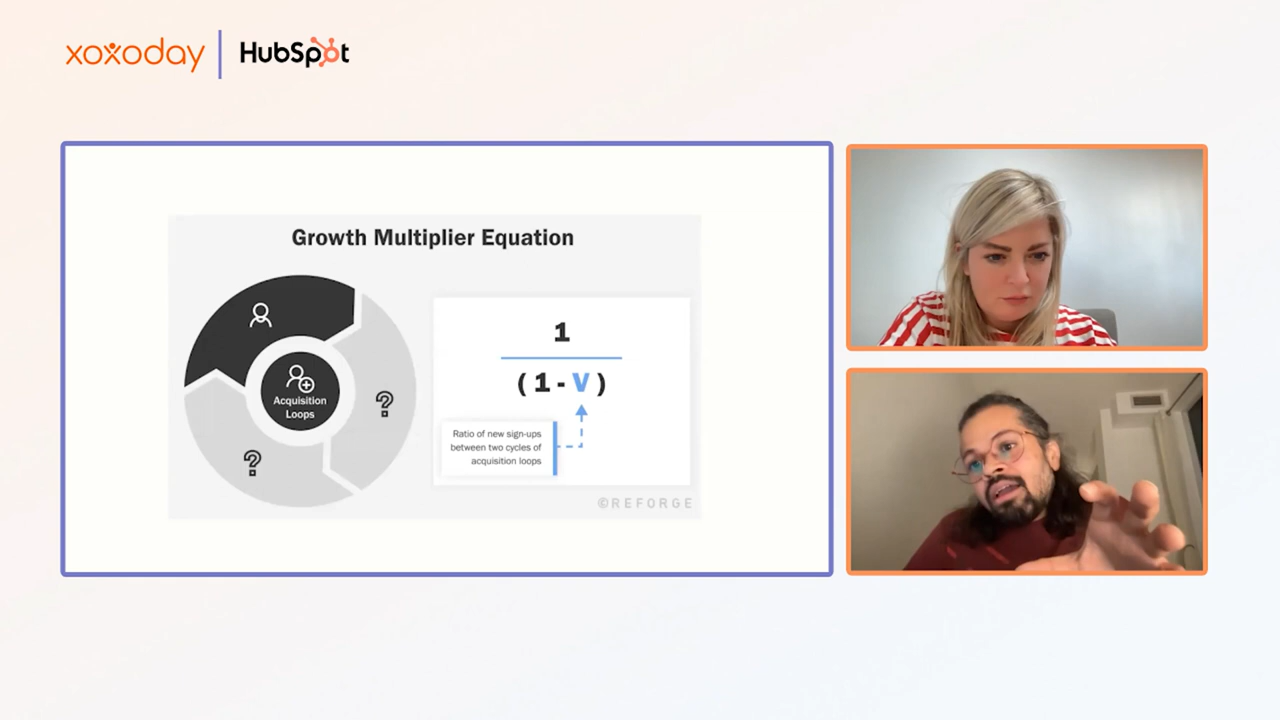 xoxoday
HubSpot
Growth Multiplier Equation
Acquisition
Loops
?
?
1
( 1 - V )
Ratio of new sign-ups
between two cycles of
acquisition loops
©REFORGE